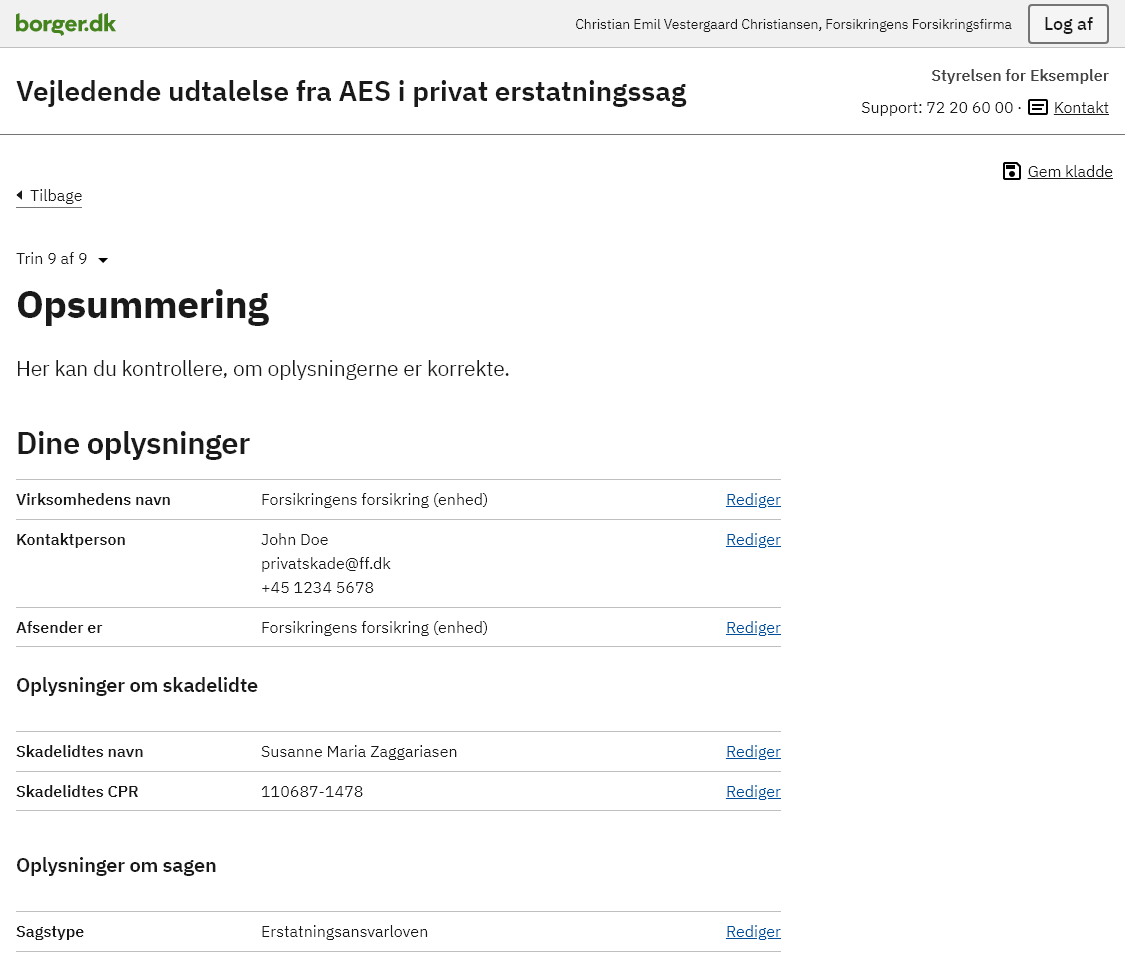 borger.dk
Christian Emil Vestergaard Christiansen, Forsikringens Forsikringsfirma
Log af
Vejledende udtalelse fra AES i privat erstatningssag
Styrelsen for Eksempler
Support: 72 20 60 00 · Kontakt
Gem kladde
Tilbage
Trin 9 af 9
Opsummering
Her kan du kontrollere, om oplysningerne er korrekte.
Dine oplysninger
Virksomhedens navn Forsikringens forsikring (enhed) Rediger
Kontaktperson John Doe Rediger
privatskade@ff.dk
+45 1234 5678
Afsender er Forsikringens forsikring (enhed) Rediger
Oplysninger om skadelidte
Skadelidtes navn Susanne Maria Zaggariasen Rediger
Skadelidtes CPR 110687-1478 Rediger
Oplysninger om sagen
Sagstype Erstatningsansvarloven Rediger